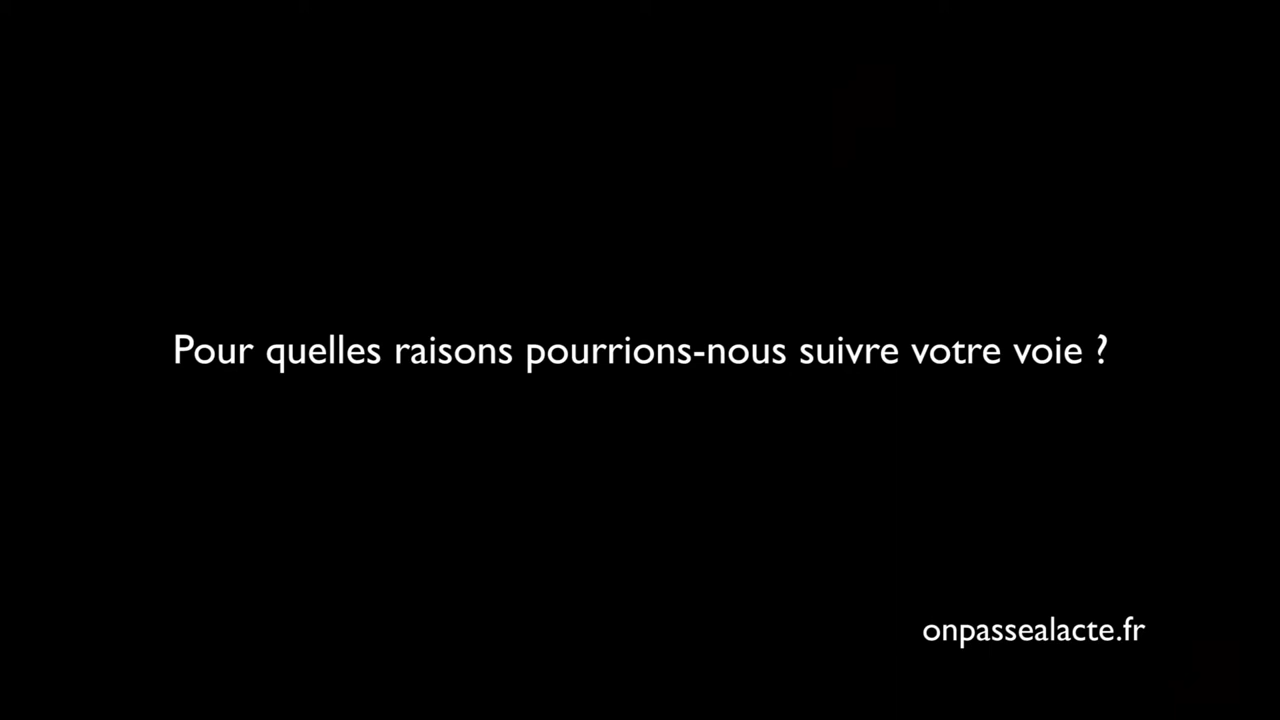 Pour quelles raisons pourrions-nous suivre votre voie ?
onpassealacte.fr